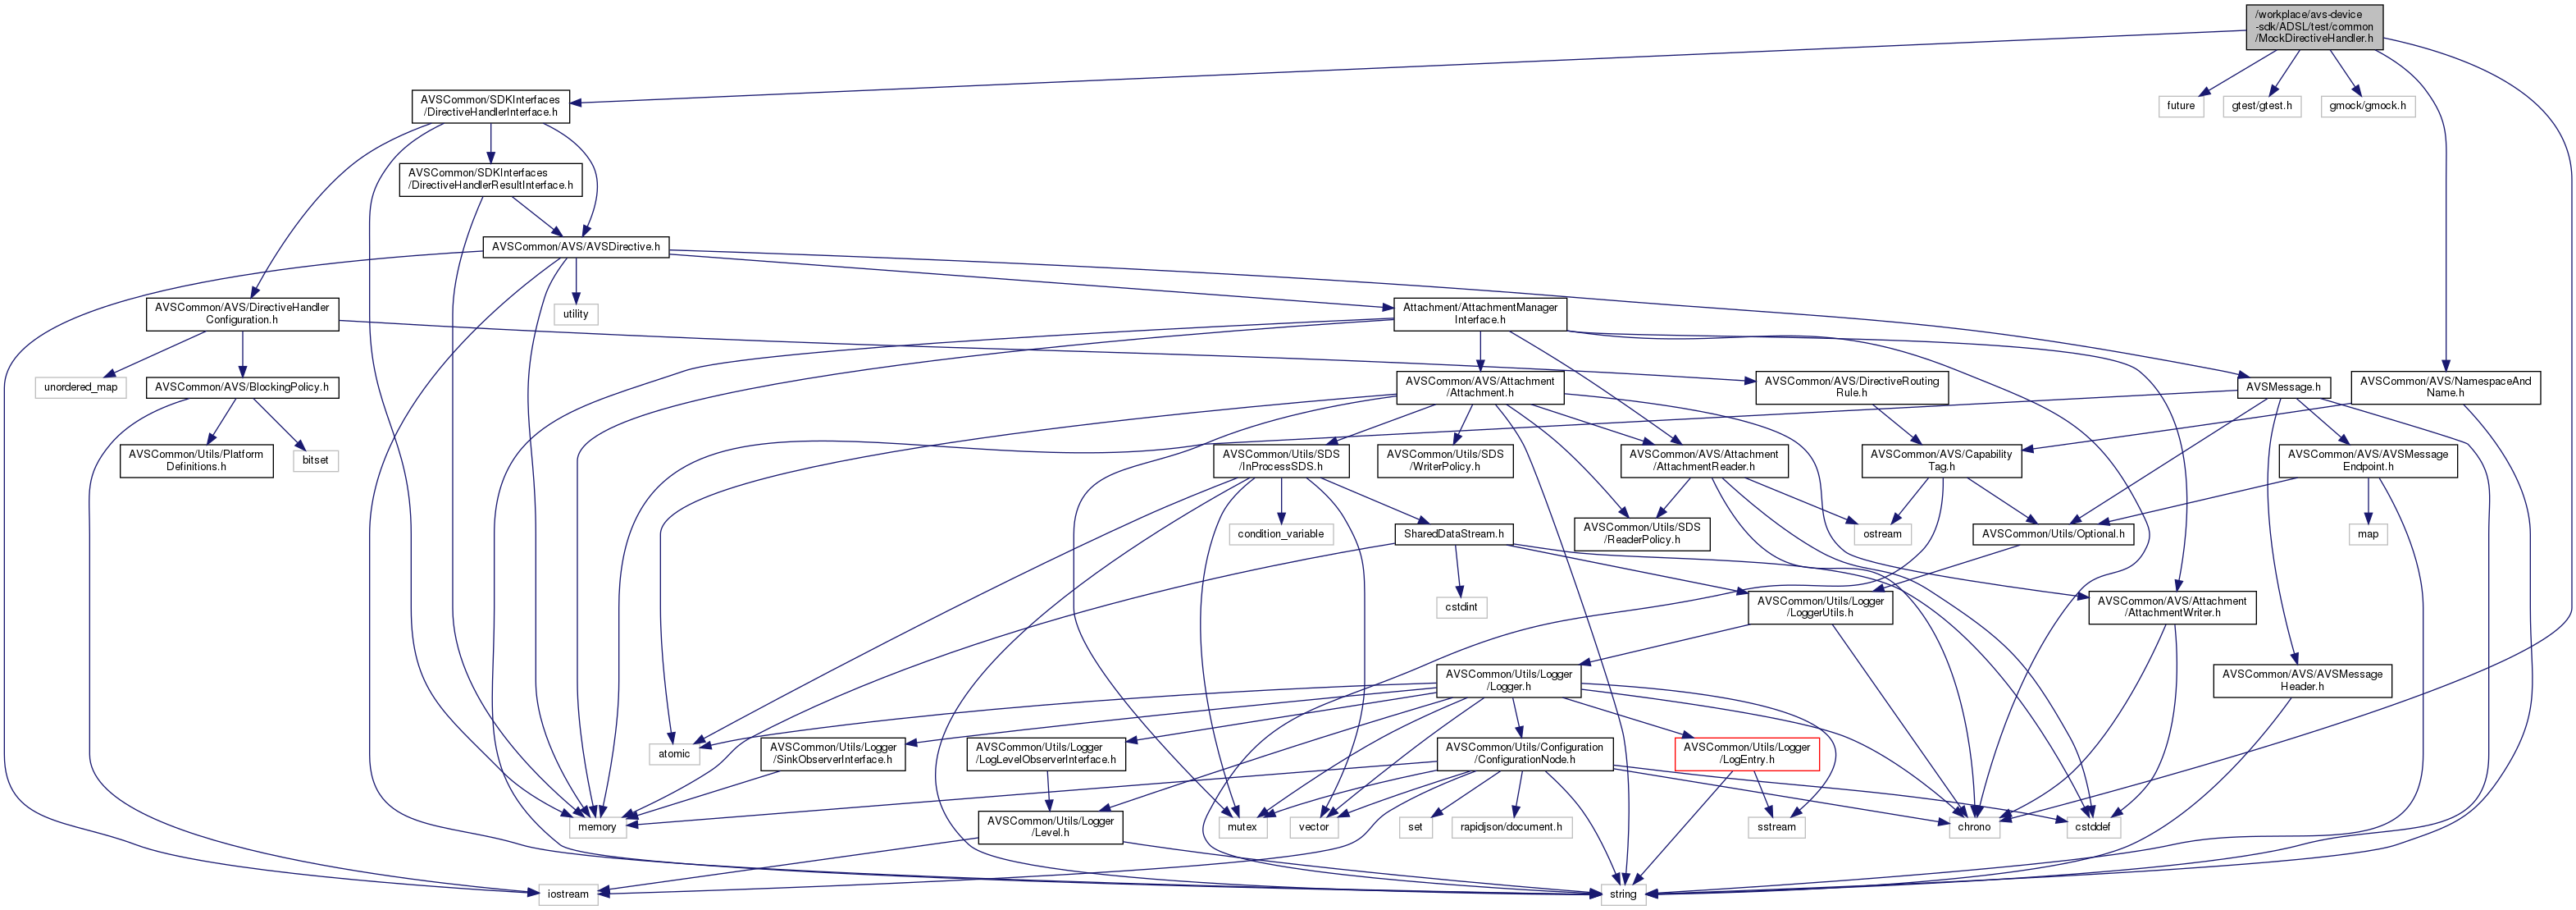 /workplace/avs-device
-sdk/ADSL/test/common
/MockDirectiveHandler.h
AVSCommon/SDKInterfaces
/DirectiveHandlerInterface.h
future
gtest/gtest.h
gmock/gmock.h
AVSCommon/SDKInterfaces
/DirectiveHandlerResultInterface.h
AVSCommon/AVS/AVSDirective.h
AVSCommon/AVS/DirectiveHandler
Configuration.h
utility
Attachment/AttachmentManager
Interface.h
unordered_map
AVSCommon/AVS/BlockingPolicy.h
AVSCommon/AVS/Attachment
/Attachment.h
AVSCommon/AVS/DirectiveRouting
Rule.h
AVSMessage.h
AVSCommon/AVS/NamespaceAnd
Name.h
AVSCommon/Utils/Platform
Definitions.h
bitset
AVSCommon/Utils/SDS
/InProcessSDS.h
AVSCommon/Utils/SDS
/WriterPolicy.h
AVSCommon/AVS/Attachment
/AttachmentReader.h
AVSCommon/AVS/Capability
Tag.h
AVSCommon/AVS/AVSMessage
Endpoint.h
condition_variable
SharedDataStream.h
AVSCommon/Utils/SDS
/ReaderPolicy.h
ostream
AVSCommon/Utils/Optional.h
map
cstdint
AVSCommon/Utils/Logger
/LoggerUtils.h
AVSCommon/AVS/Attachment
/AttachmentWriter.h
AVSCommon/Utils/Logger
/Logger.h
AVSCommon/AVS/AVSMessage
Header.h
atomic
AVSCommon/Utils/Logger
/SinkObserverInterface.h
AVSCommon/Utils/Logger
/LogLevelObserverInterface.h
AVSCommon/Utils/Configuration
/ConfigurationNode.h
AVSCommon/Utils/Logger
/LogEntry.h
memory
AVSCommon/Utils/Logger
/Level.h
mutex
vector
set
rapidjson/document.h
sstream
chrono
cstddef
iostream
string